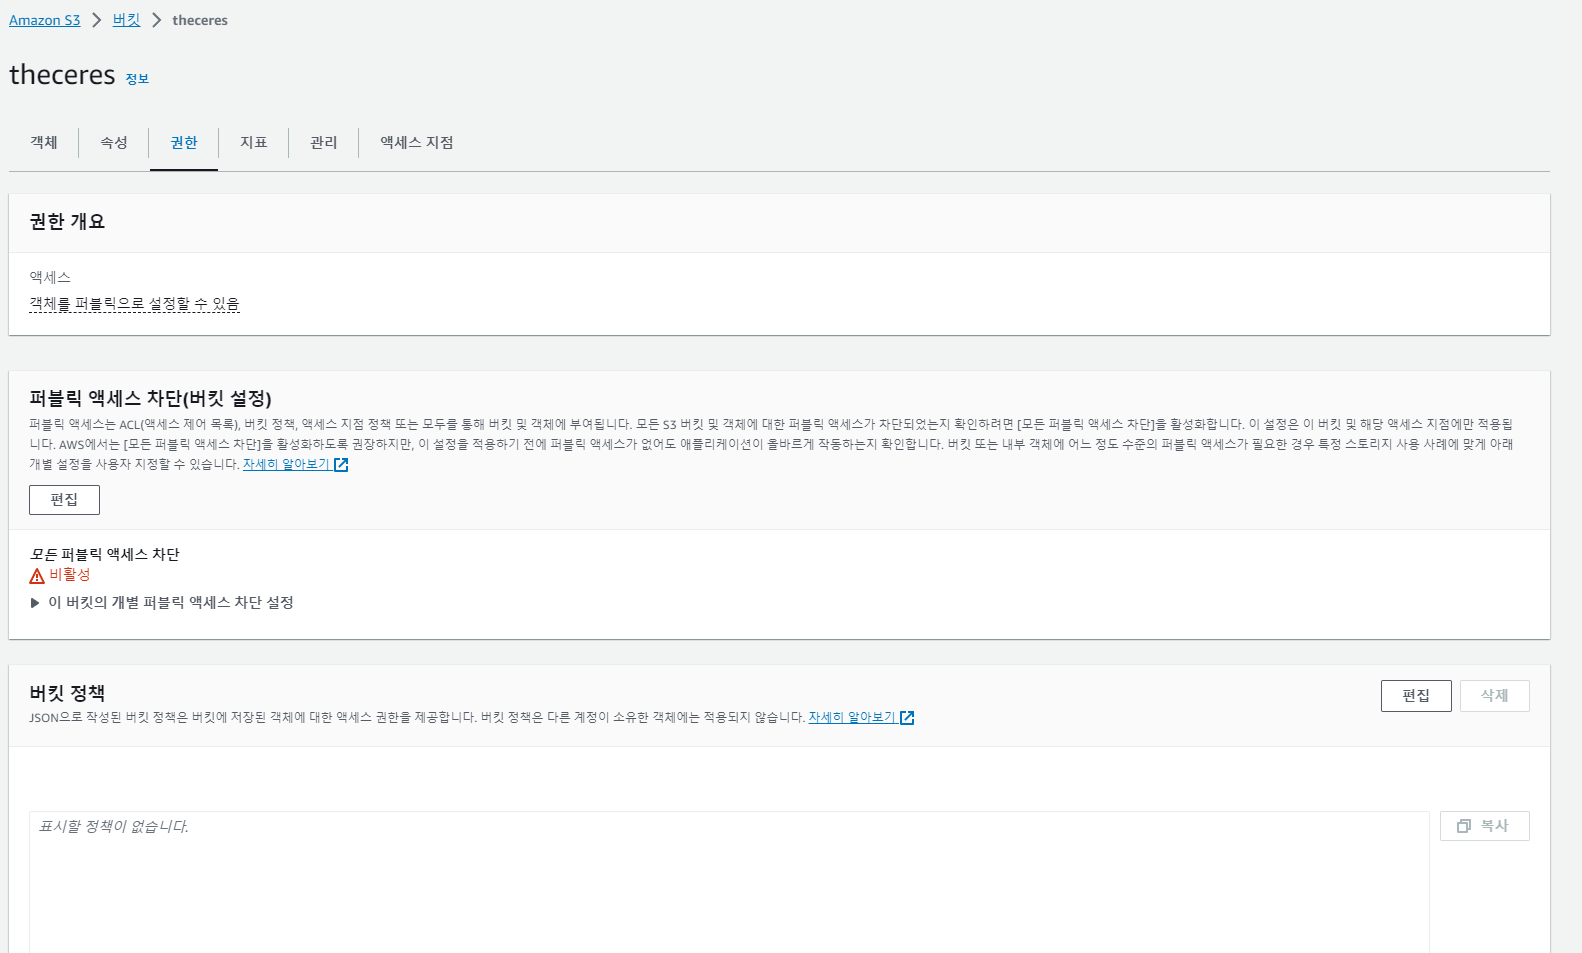 Amazon S3 > 버킷 > theceres
theceres 정보
객체 속성 권한 지표 관리 액세스 지점
권한 개요
액세스
객체를 퍼블릭으로 설정할 수 있음
퍼블릭 액세스 차단(버킷 설정)
퍼블릭 액세스는 ACL(액세스 제어 목록), 버킷 정책, 액세스 지점 정책 또는 모두를 통해 버킷 및 객체에 부여됩니다. 모든 S3 버킷 및 객체에 대한 퍼블릭 액세스가 차단되었는지 확인하려면 [모든 퍼블릭 액세스 차단]을 활성화합니다. 이 설정은 이 버킷 및 해당 액세스 지점에만 적용됩
니다. AWS에서는 [모든 퍼블릭 액세스 차단]을 활성화하도록 권장하지만, 이 설정을 적용하기 전에 퍼블릭 액세스가 없어도 애플리케이션이 올바르게 작동하는지 확인합니다. 버킷 또는 내부 객체에 어느 정도 수준의 퍼블릭 액세스가 필요한 경우 특정 스토리지 사용 사례에 맞게 아래
개별 설정을 사용자 지정할 수 있습니다. 자세히 알아보기
편집
모든 퍼블릭 액세스 차단
비활성
이 버킷의 개별 퍼블릭 액세스 차단 설정
버킷 정책
편집 삭제
JSON으로 작성된 버킷 정책은 버킷에 저장된 객체에 대한 액세스 권한을 제공합니다. 버킷 정책은 다른 계정이 소유한 객체에는 적용되지 않습니다. 자세히 알아보기
표시할 정책이 없습니다.
복사